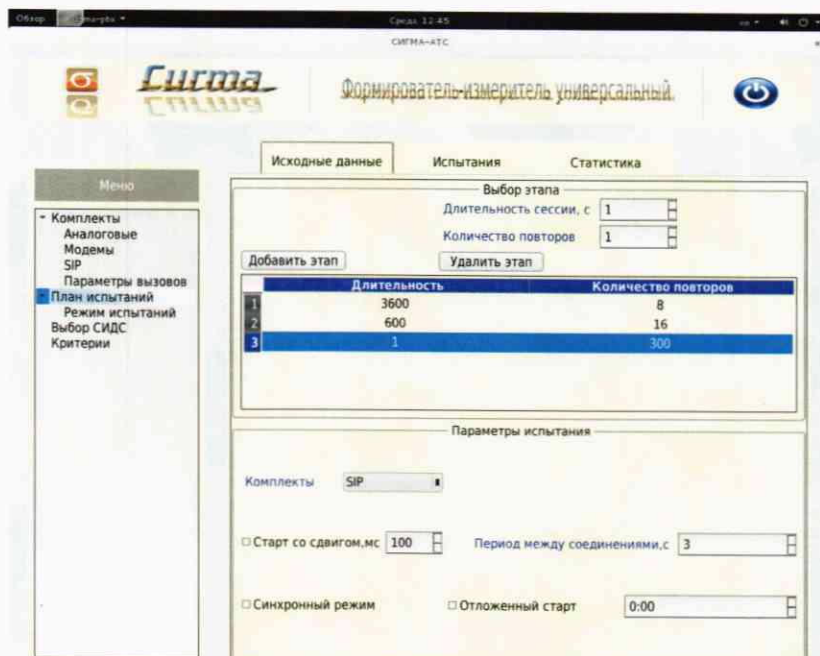 Обзор
Среда 12:45
СИГМА-АТС
σ Сигма
Формирователь-измеритель универсальный.
Исходные данные Испытания Статистика
Меню
Комплекты
Аналоговые
Модемы
SIP
Параметры вызовов
План испытаний
Режим испытаний
Выбор СИДС
Критерии
Выбор этапа
Длительность сессии, с 1
Количество повторов 1
Добавить этап Удалить этап
Длительность Количество повторов
1 3600 8
2 600 16
3 1 300
Параметры испытания
Комплекты SIP
Старт со сдвигом,мс 100 Период между соединениями,с 3
Синхронный режим Отложенный старт 0:00